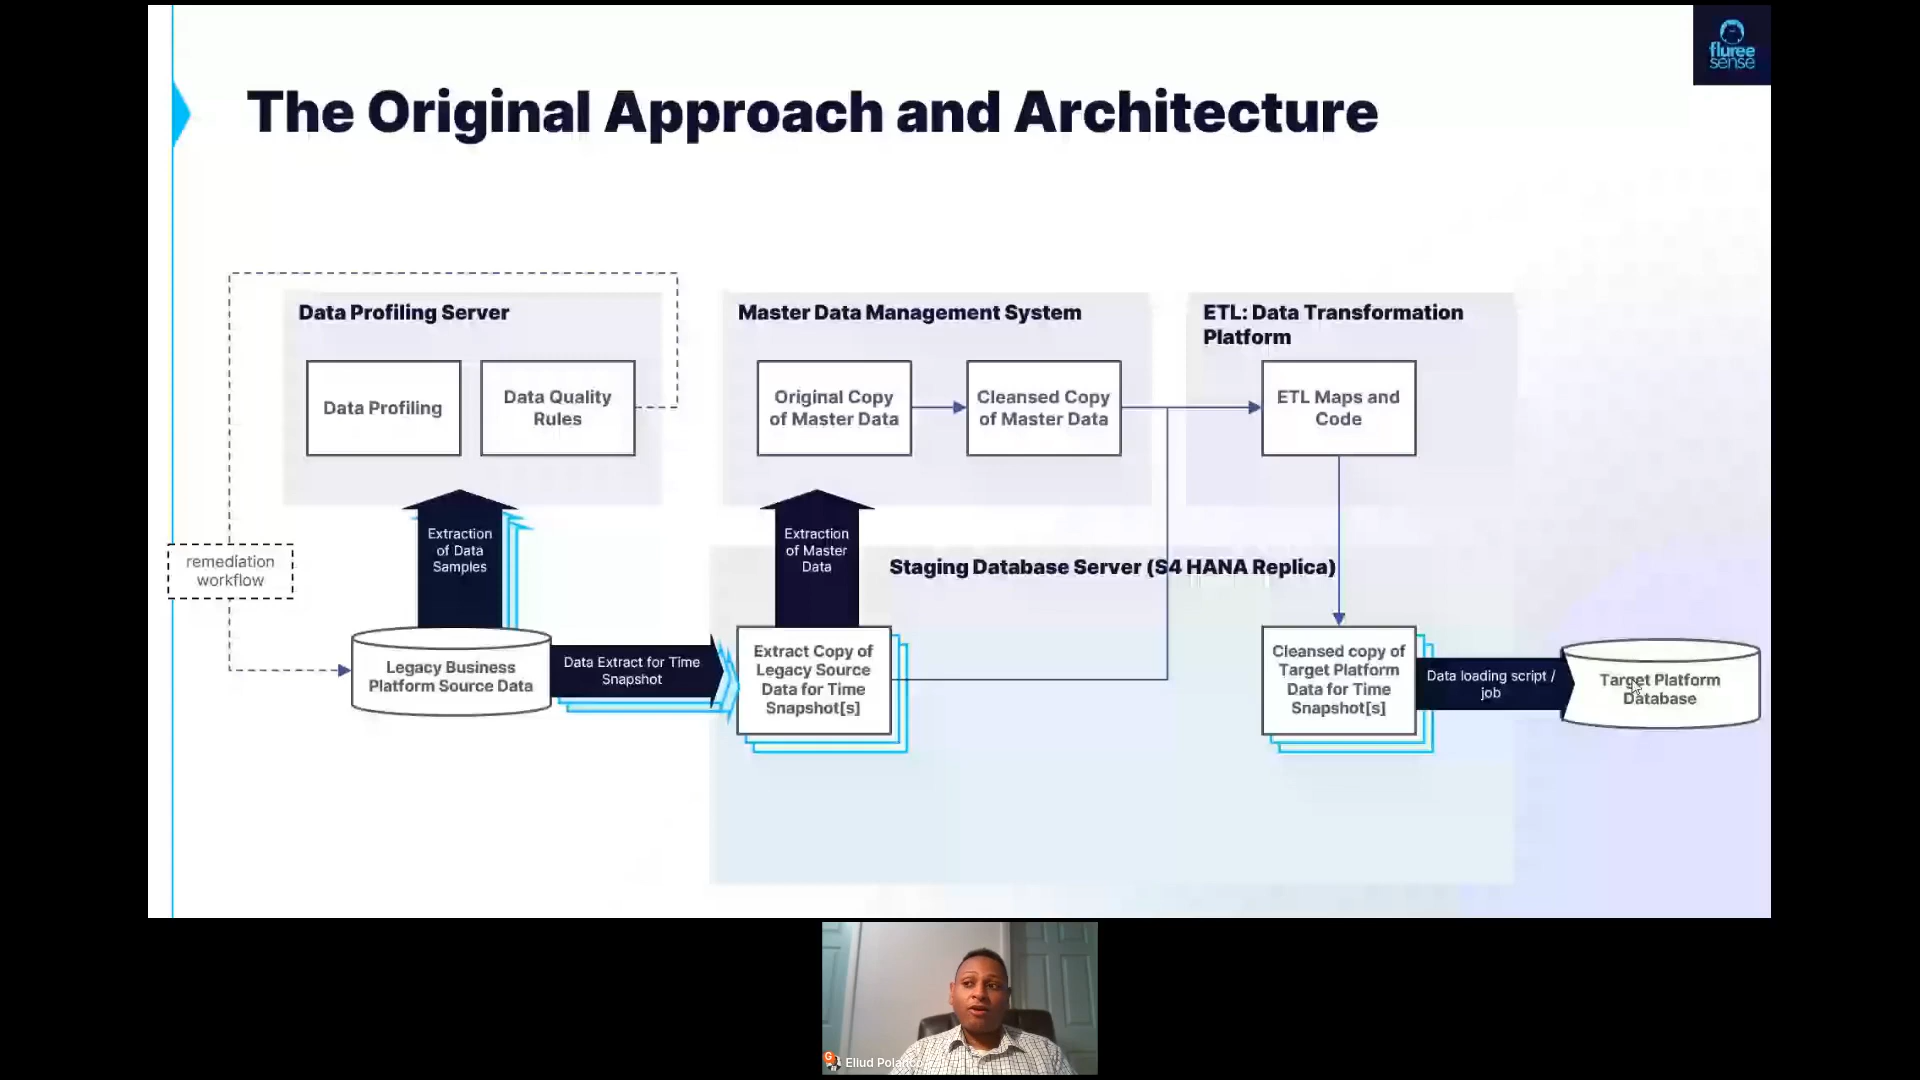 fluree
sense
The Original Approach and Architecture
Data Profiling Server
Data Profiling
Data Quality
Rules
Master Data Management System
Original Copy
of Master Data
Cleansed Copy
of Master Data
ETL: Data Transformation
Platform
ETL Maps and
Code
Extraction
of Data
Samples
Extraction
of Master
Data
remediation
workflow
Staging Database Server (S4 HANA Replica)
Legacy Business
Platform Source Data
Data Extract for Time
Snapshot
Extract Copy of
Legacy Source
Data for Time
Snapshot[s]
Cleansed copy of
Target Platform
Data for Time
Snapshot[s]
Data loading script /
job
Target Platform
Database
G
Eliud